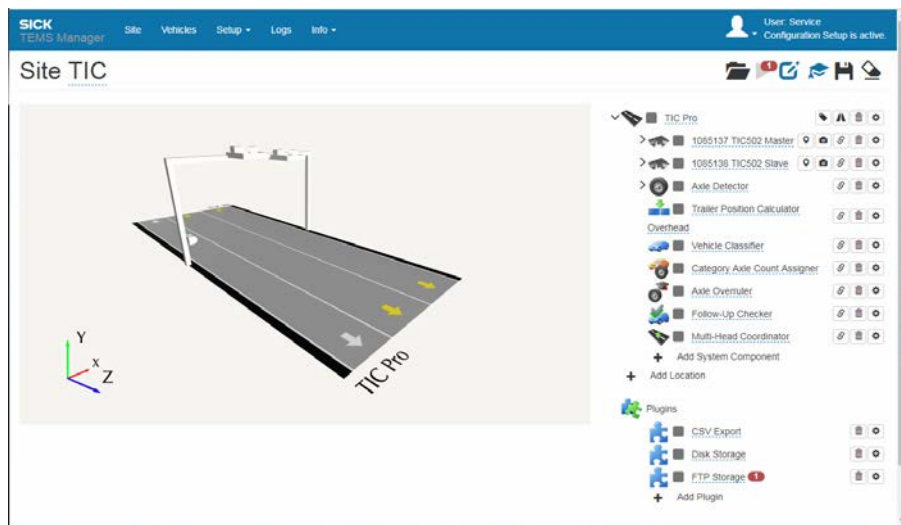 SICK
TEMS Manager
Site
Vehicles
Setup
Logs
Info
User: Service
Configuration Setup is active.
Site TIC
1
TIC Pro
1085137 TIC502 Master
1085138 TIC502 Slave
Axle Detector
Trailer Position Calculator
Overhead
Vehicle Classifier
Category Axle Count Assigner
Axle Overruler
Follow-Up Checker
Multi-Head Coordinator
Add System Component
Add Location
Plugins
CSV Export
Disk Storage
FTP Storage 1
Add Plugin
Y
X
Z
TIC Pro